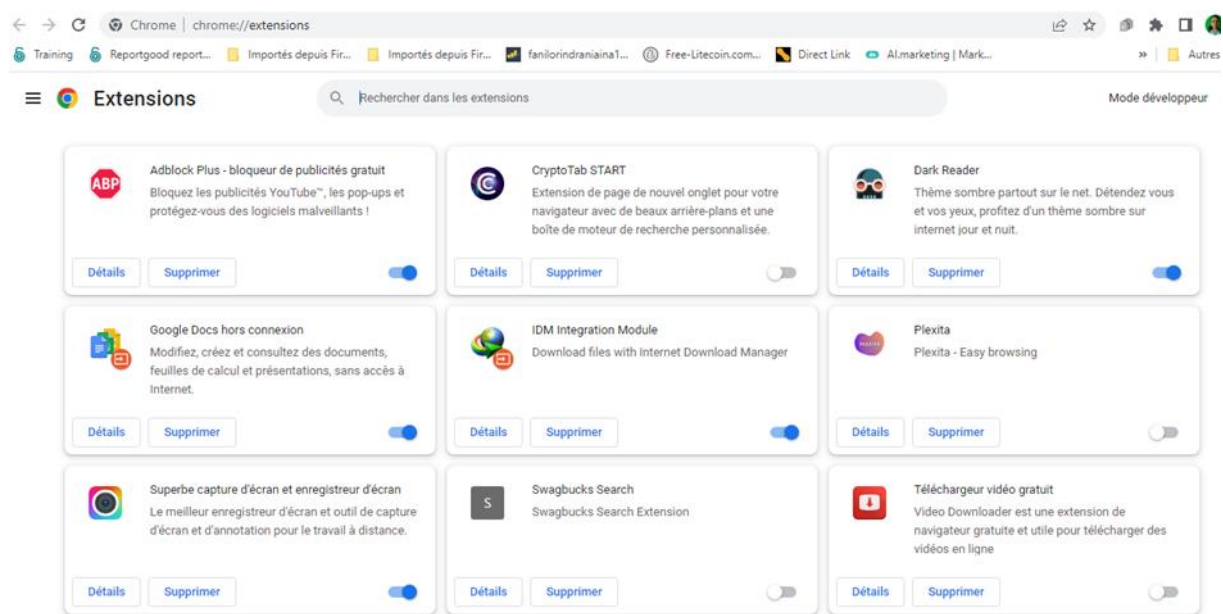 Chrome | chrome://extensions
Training Reportgood report... Importés depuis Fir... Importés depuis Fir... fanilorindraniaina1... Free-Litecoin.com... Direct Link AI.marketing | Mark... » Autres
Extensions
Rechercher dans les extensions
Mode développeur
ABP
Adblock Plus - bloqueur de publicités gratuit
Bloquez les publicités YouTube™, les pop-ups et
protégez-vous des logiciels malveillants !
Détails Supprimer
CryptoTab START
Extension de page de nouvel onglet pour votre
navigateur avec de beaux arrière-plans et une
boîte de moteur de recherche personnalisée.
Détails Supprimer
Dark Reader
Thème sombre partout sur le net. Détendez vous
et vos yeux, profitez d'un thème sombre sur
internet jour et nuit.
Détails Supprimer
Google Docs hors connexion
Modifiez, créez et consultez des documents,
feuilles de calcul et présentations, sans accès à
Internet.
Détails Supprimer
IDM Integration Module
Download files with Internet Download Manager
Détails Supprimer
PLEXITA
Plexita
Plexita - Easy browsing
Détails Supprimer
Superbe capture d'écran et enregistreur d'écran
Le meilleur enregistreur d'écran et outil de capture
d'écran et d'annotation pour le travail à distance.
Détails Supprimer
S
Swagbucks Search
Swagbucks Search Extension
Détails Supprimer
Téléchargeur vidéo gratuit
Video Downloader est une extension de
navigateur gratuite et utile pour télécharger des
vidéos en ligne
Détails Supprimer